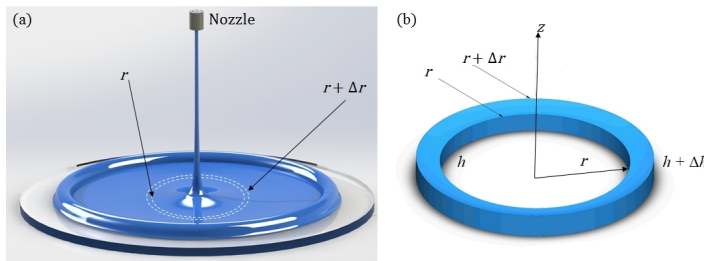 (a)
Nozzle
r
r + Δr
(b)
z
r + Δr
r
h
r
h + Δh